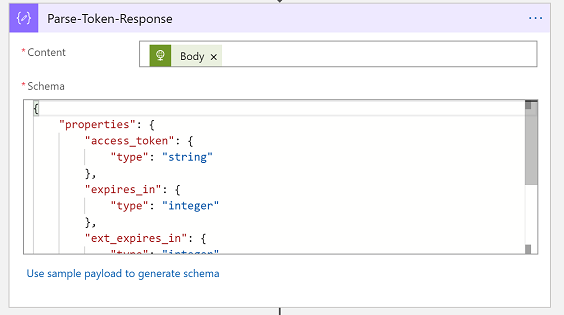 {/} Parse-Token-Response ...
* Content
Body ×
* Schema
{
"properties": {
"access_token": {
"type": "string"
},
"expires_in": {
"type": "integer"
},
"ext_expires_in": {
"type": "integer"
Use sample payload to generate schema